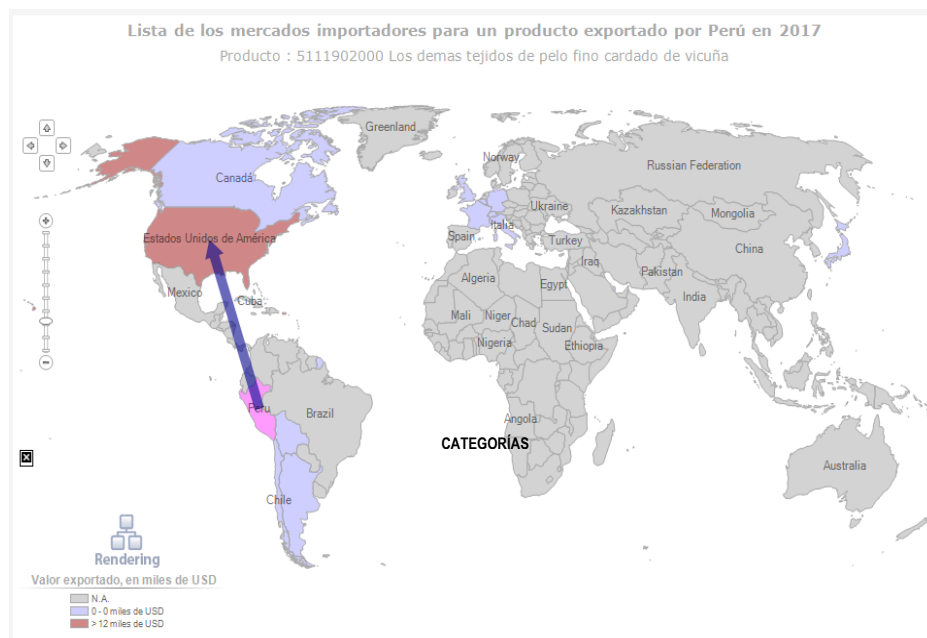 Lista de los mercados importadores para un producto exportado por Perú en 2017
Producto : 5111902000 Los demas tejidos de pelo fino cardado de vicuña
Greenland
Norway
Russian Federation
Canadá
Ukraine
Kazakhstan
Mongolia
Italia
Estados Unidos de América
Spain
Turkey
China
Iraq
Pakistan
Algeria
Egypt
Mexico
Cuba
India
Mali
Niger
Chad
Sudan
Nigeria
Ethiopia
Peru
Brazil
Angola
CATEGORÍAS
Australia
Chile
Rendering
Valor exportado, en miles de USD
N.A.
0 - 0 miles de USD
> 12 miles de USD